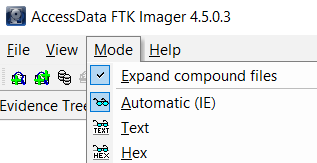 AccessData FTK Imager 4.5.0.3
File View Mode Help
Expand compound files
Evidence Tree
Automatic (IE)
TEXT Text
HEX Hex